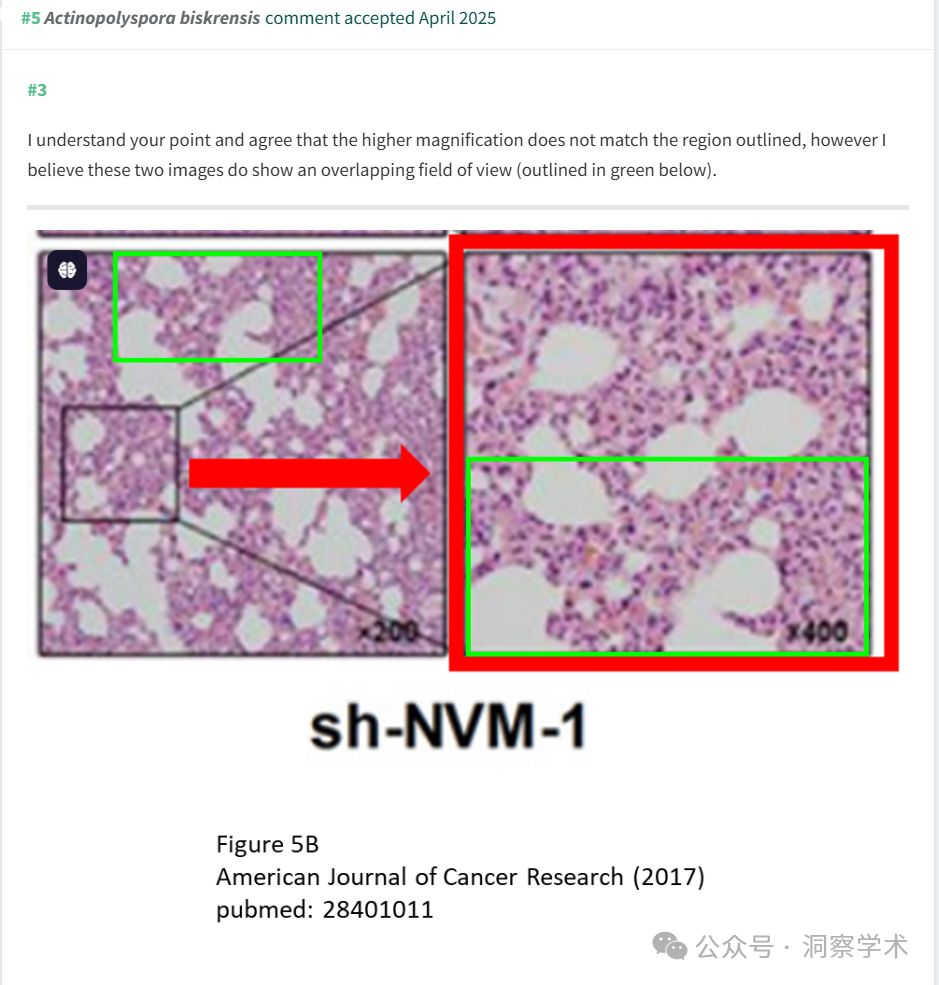 #5 Actinopolyspora biskrensis comment accepted April 2025
#3
I understand your point and agree that the higher magnification does not match the region outlined, however I
believe these two images do show an overlapping field of view (outlined in green below).
×200
×400
sh-NVM-1
Figure 5B
American Journal of Cancer Research (2017)
pubmed: 28401011
公众号 · 洞察学术